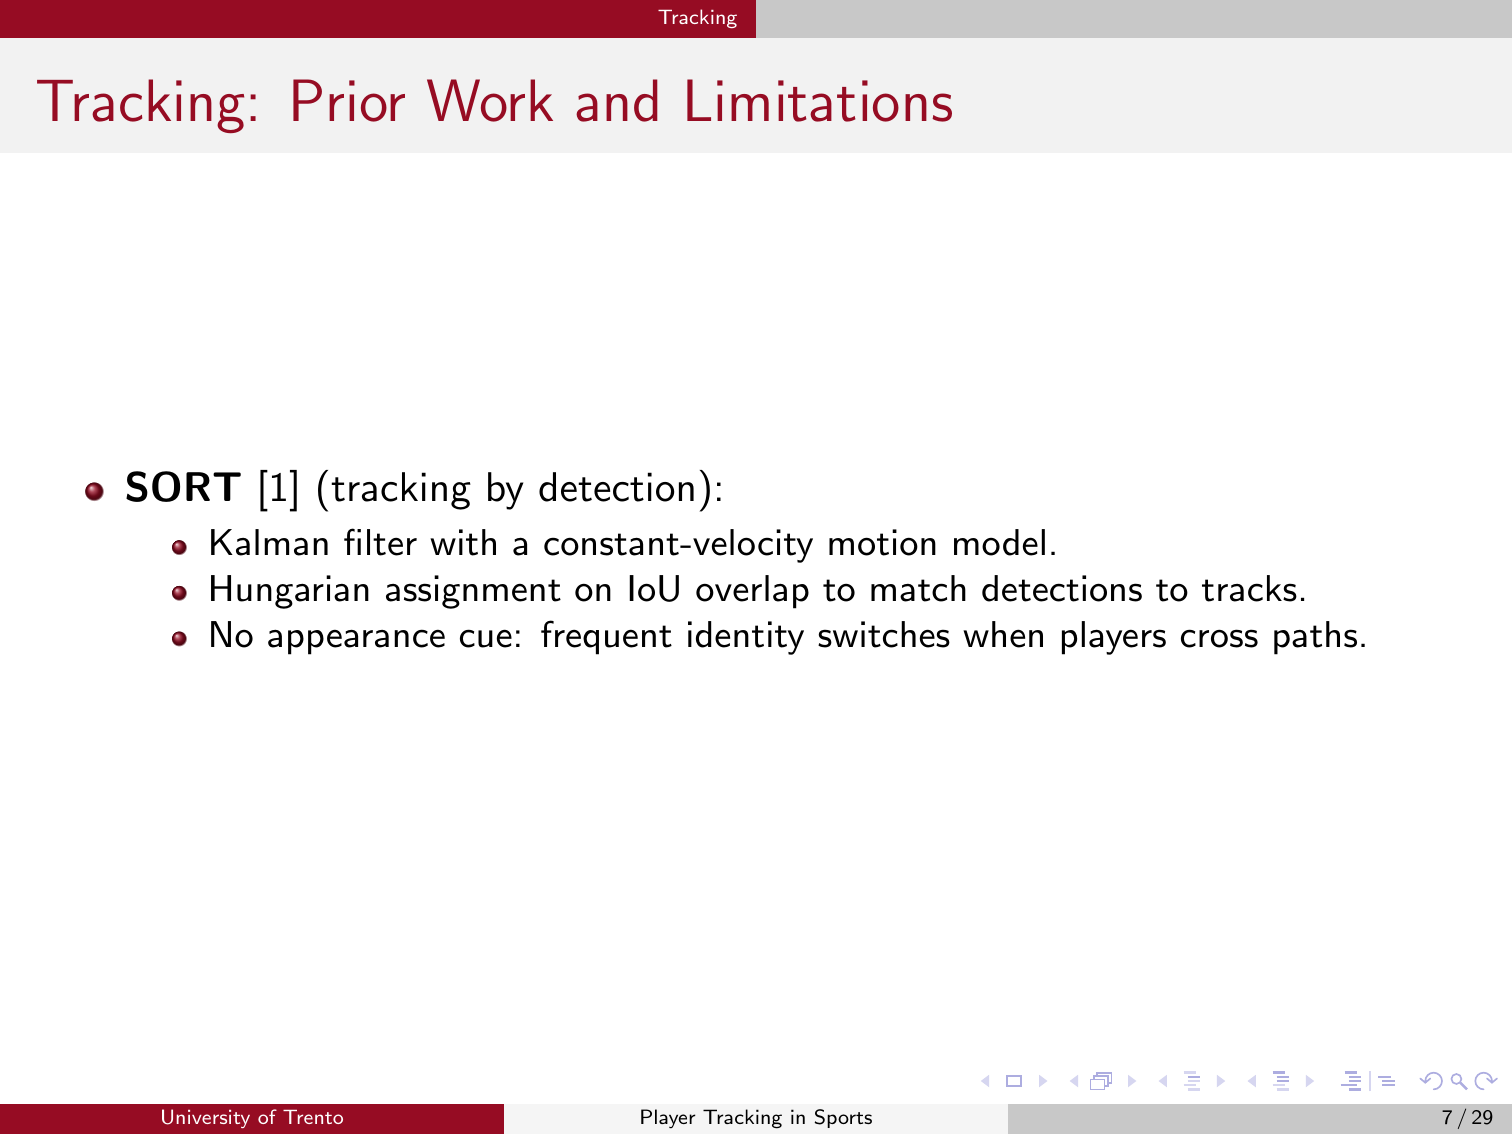 Tracking
Tracking: Prior Work and Limitations
SORT [1] (tracking by detection):
Kalman filter with a constant-velocity motion model.
Hungarian assignment on IoU overlap to match detections to tracks.
No appearance cue: frequent identity switches when players cross paths.
University of Trento
Player Tracking in Sports
7 / 29